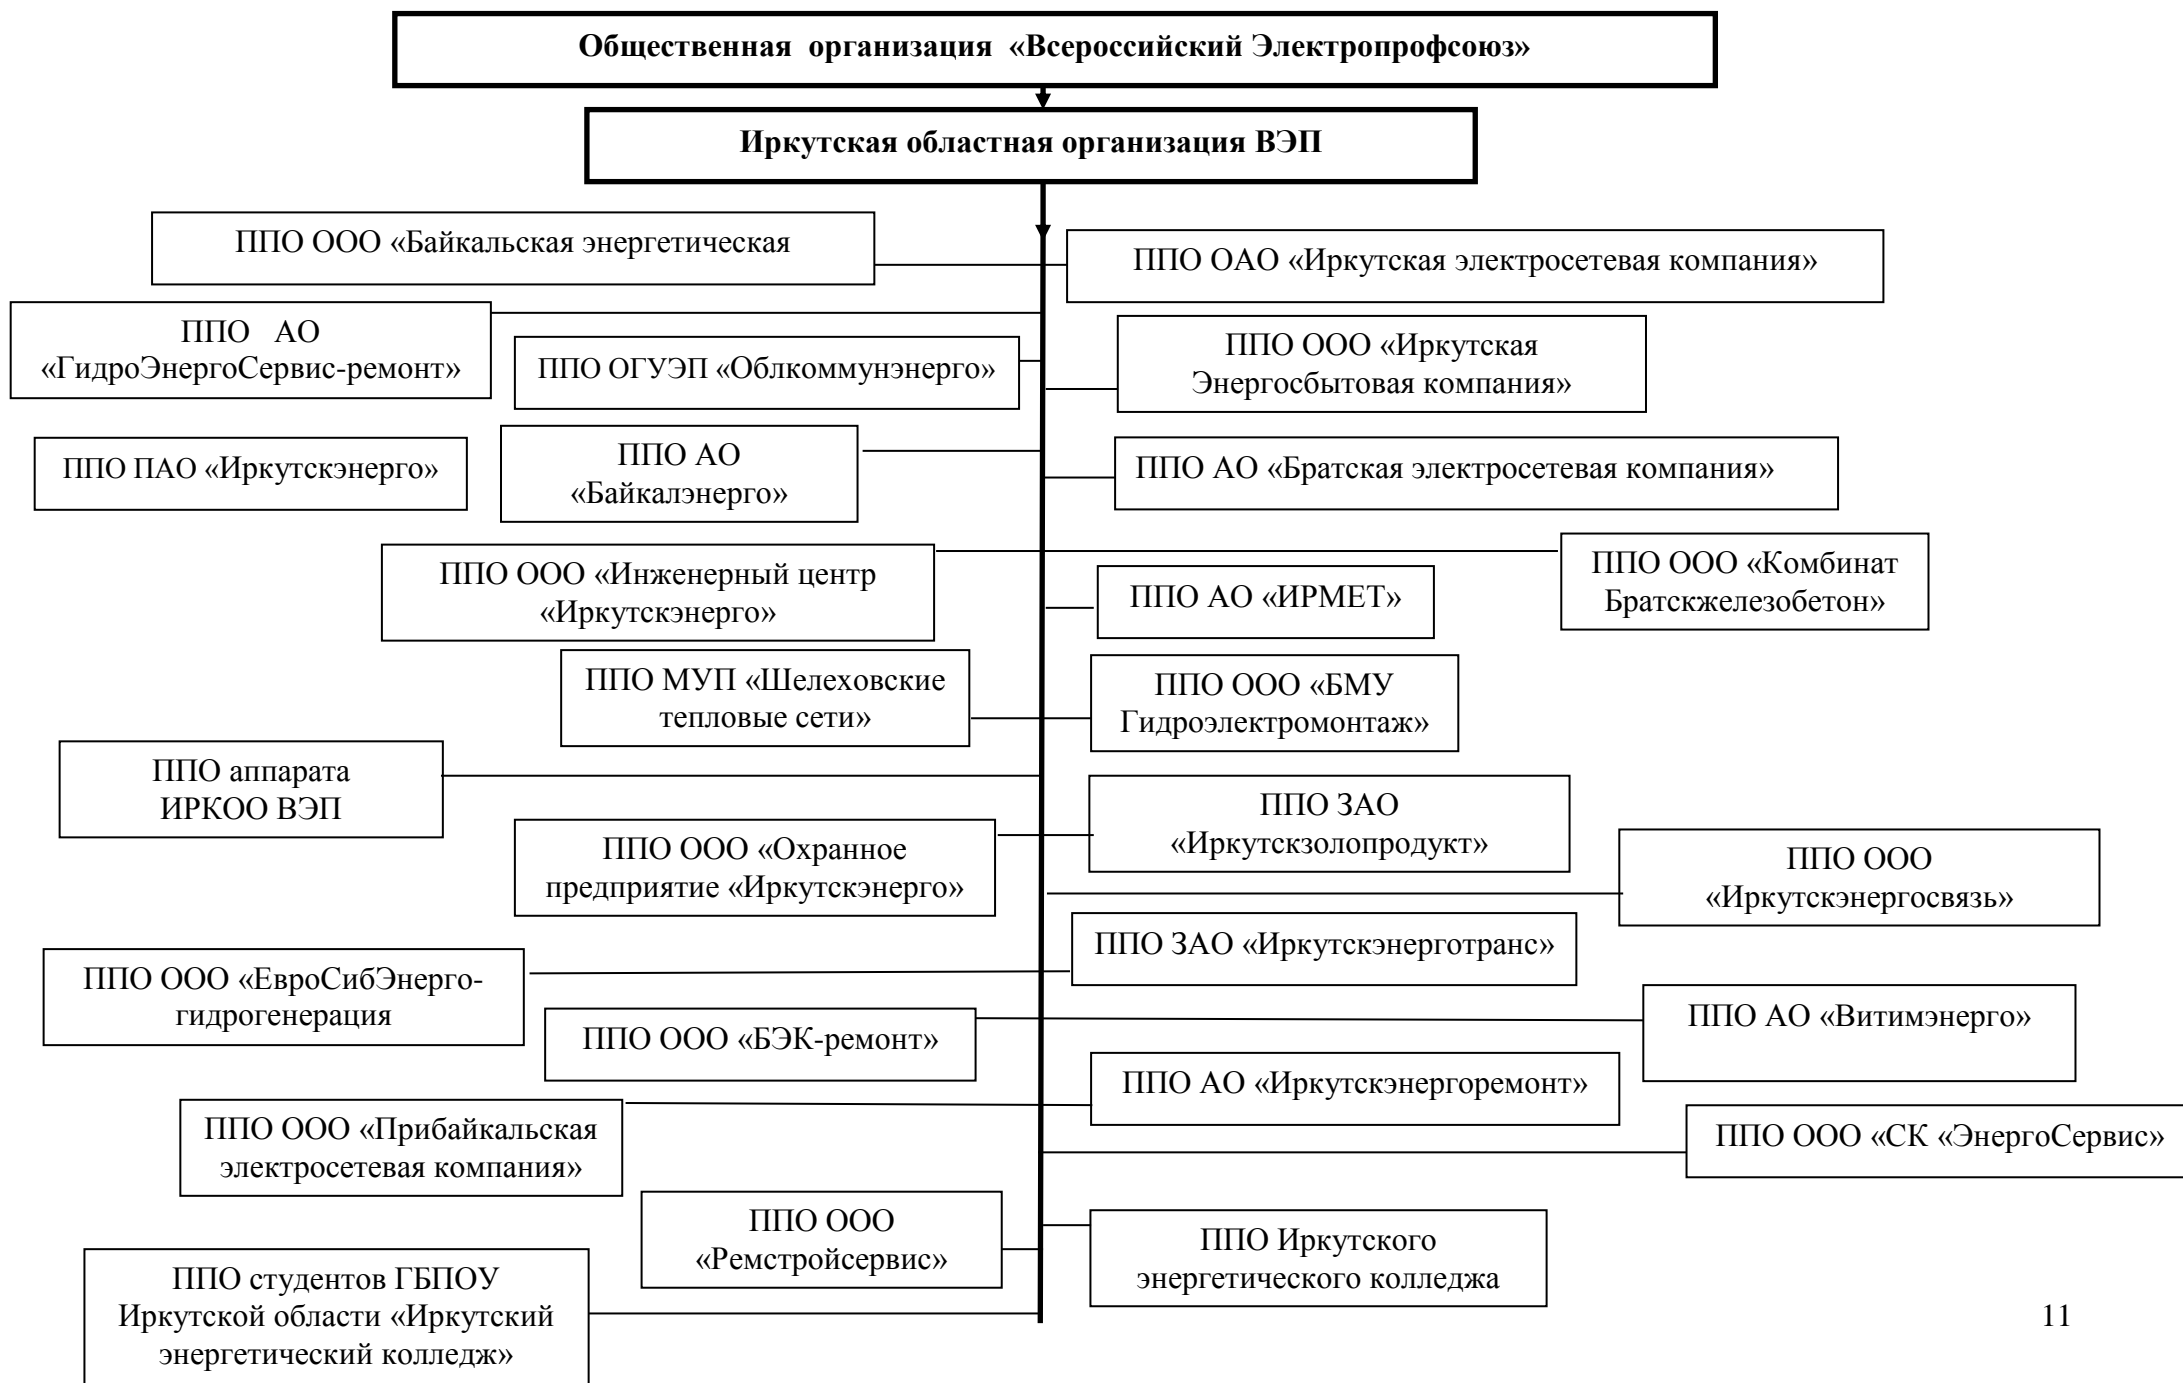 Общественная организация «Всероссийский Электропрофсоюз»
Иркутская областная организация ВЭП
ППО ООО «Байкальская энергетическая
ППО ОАО «Иркутская электросетевая компания»
ППО АО
«ГидроЭнергоСервис-ремонт»
ППО ОГУЭП «Облкоммунэнерго»
ППО ООО «Иркутская
Энергосбытовая компания»
ППО ПАО «Иркутскэнерго»
ППО АО
«Байкалэнерго»
ППО АО «Братская электросетевая компания»
ППО ООО «Инженерный центр
«Иркутскэнерго»
ППО АО «ИРМЕТ»
ППО ООО «Комбинат
Братскжелезобетон»
ППО МУП «Шелеховские
тепловые сети»
ППО ООО «БМУ
Гидроэлектромонтаж»
ППО аппарата
ИРКОО ВЭП
ППО ЗАО
«Иркутскзолопродукт»
ППО ООО «Охранное
предприятие «Иркутскэнерго»
ППО ООО
«Иркутскэнергосвязь»
ППО ЗАО «Иркутскэнерготранс»
ППО ООО «ЕвроСибЭнерго-
гидрогенерация
ППО ООО «БЭК-ремонт»
ППО АО «Витимэнерго»
ППО АО «Иркутскэнергоремонт»
ППО ООО «Прибайкальская
электросетевая компания»
ППО ООО «СК «ЭнергоСервис»
ППО ООО
«Ремстройсервис»
ППО Иркутского
энергетического колледжа
ППО студентов ГБПОУ
Иркутской области «Иркутский
энергетический колледж»
11